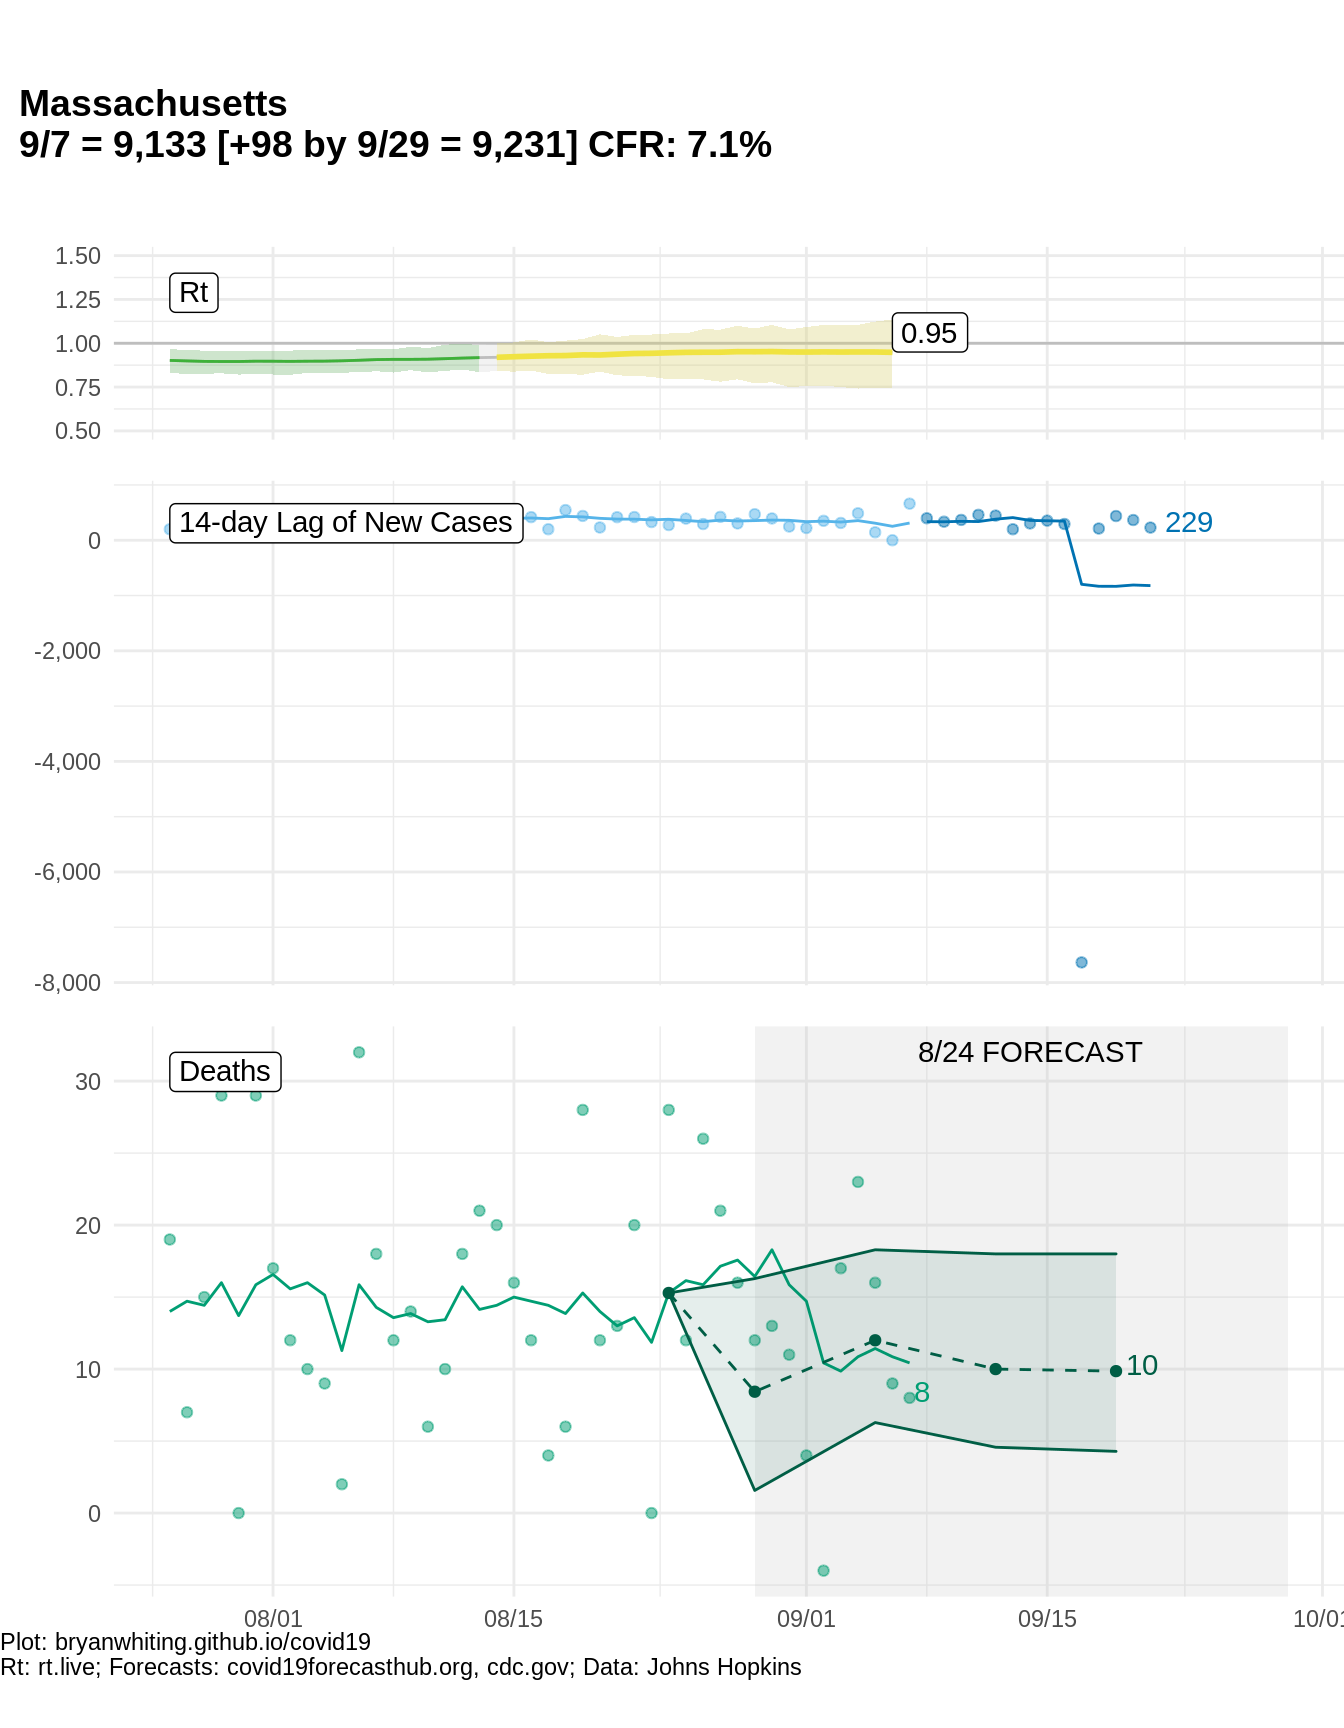 Massachusetts
9/7 = 9,133 [+98 by 9/29 = 9,231] CFR: 7.1%
1.50
1.25
1.00
0.75
0.50
Rt
0.95
0
-2,000
-4,000
-6,000
-8,000
14-day Lag of New Cases
229
30
20
10
0
Deaths
8/24 FORECAST
10
8
08/01
08/15
09/01
09/15
10/01
Plot: bryanwhiting.github.io/covid19
Rt: rt.live; Forecasts: covid19forecasthub.org, cdc.gov; Data: Johns Hopkins